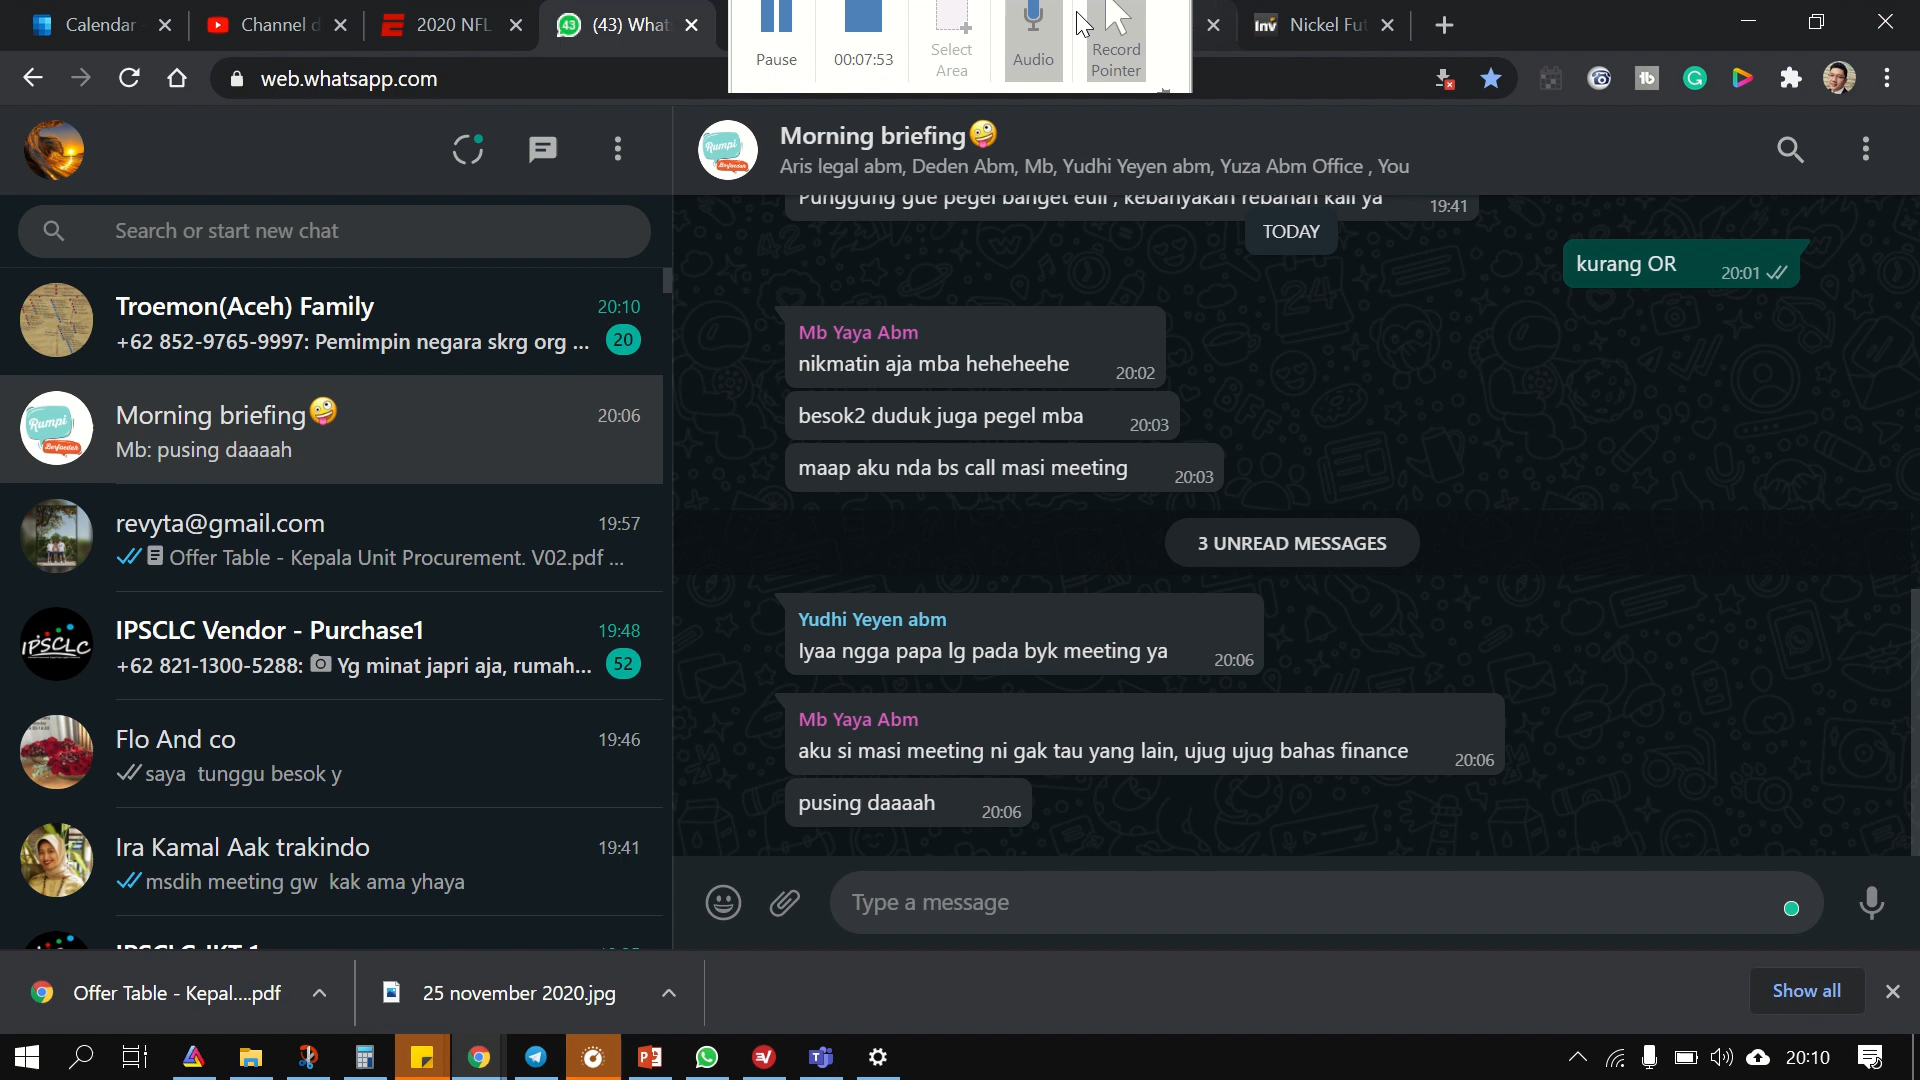 Calendar
Channel d
2020 NFL
(43) What
Nickel Fut
Pause
00:07:53
Select
Area
Audio
Record
Pointer
web.whatsapp.com
Morning briefing
Aris legal abm, Deden Abm, Mb, Yudhi Yeyen abm, Yuza Abm Office , You
Search or start new chat
Troemon(Aceh) Family
20:10
+62 852-9765-9997: Pemimpin negara skrg org ...
20
Morning briefing
20:06
Mb: pusing daaaah
revyta@gmail.com
19:57
Offer Table - Kepala Unit Procurement. V02.pdf ...
IPSCLC Vendor - Purchase1
19:48
+62 821-1300-5288: Yg minat japri aja, rumah...
52
Flo And co
19:46
saya tunggu besok y
Ira Kamal Aak trakindo
19:41
msdih meeting gw kak ama yhaya
Punggung gue pegel banget euii , kebanyakan rebahan kali ya
19:41
TODAY
kurang OR
20:01
Mb Yaya Abm
nikmatin aja mba heheheehe
20:02
besok2 duduk juga pegel mba
20:03
maap aku nda bs call masi meeting
20:03
3 UNREAD MESSAGES
Yudhi Yeyen abm
Iyaa ngga papa lg pada byk meeting ya
20:06
Mb Yaya Abm
aku si masi meeting ni gak tau yang lain, ujug ujug bahas finance
20:06
pusing daaaah
20:06
Type a message
Offer Table - Kepal....pdf
25 november 2020.jpg
Show all
20:10